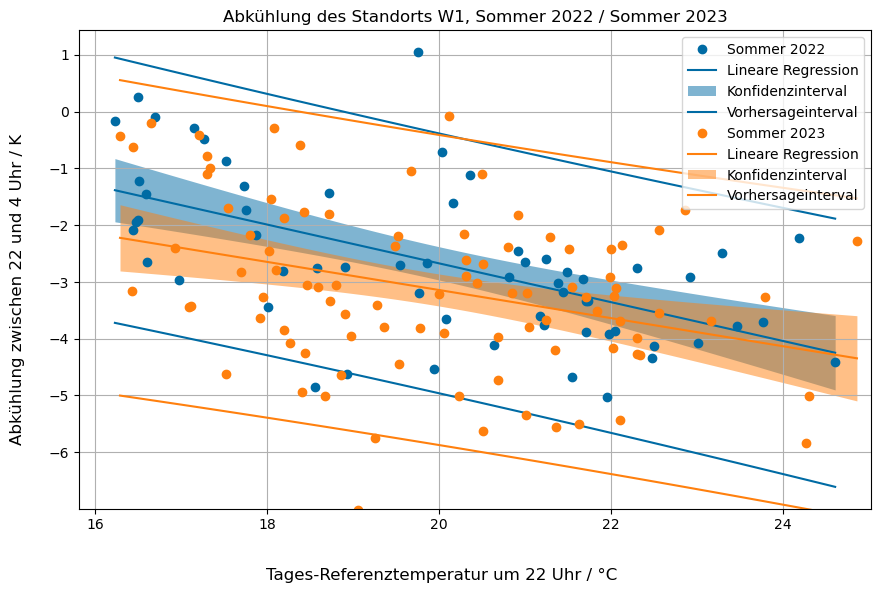 Abkühlung des Standorts W1, Sommer 2022 / Sommer 2023
Abkühlung zwischen 22 und 4 Uhr / K
1
0
−1
−2
−3
−4
−5
−6
Sommer 2022
Lineare Regression
Konfidenzinterval
Vorhersageinterval
Sommer 2023
Lineare Regression
Konfidenzinterval
Vorhersageinterval
16
18
20
22
24
Tages-Referenztemperatur um 22 Uhr / °C